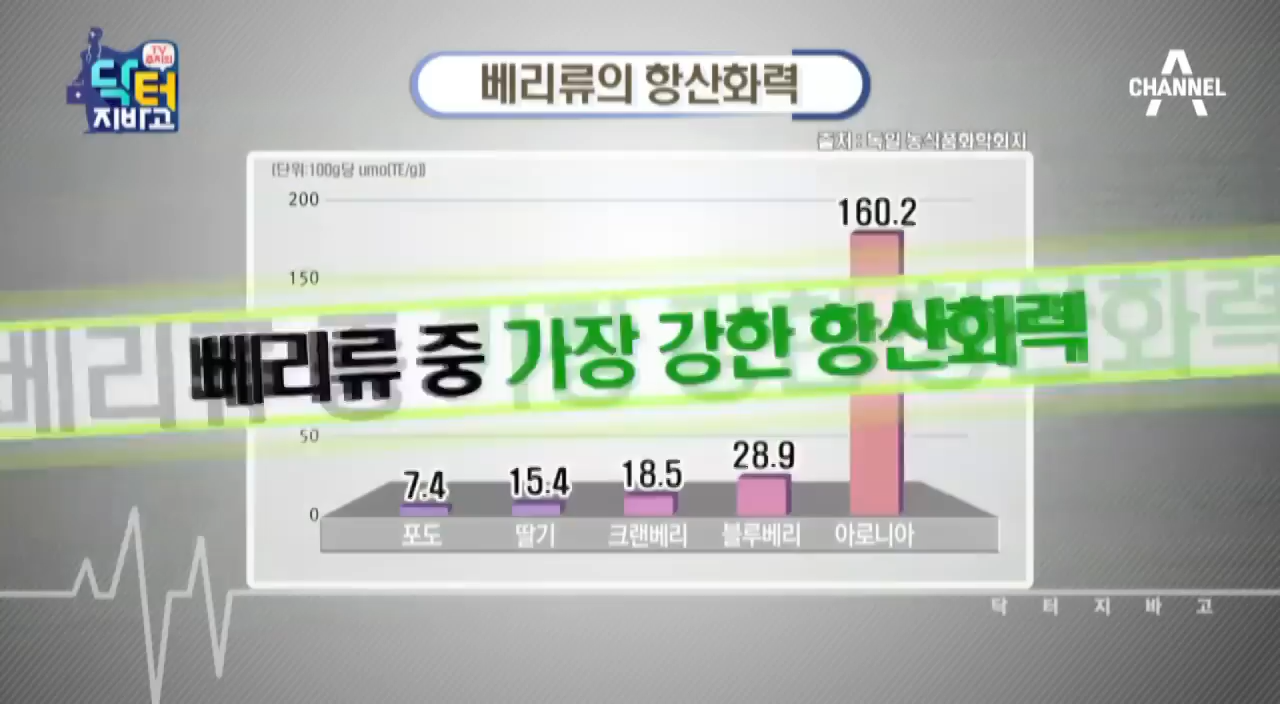 TV
주치의
닥터
지바고
베리류의 항산화력
CHANNEL A
출처 : 독일 농식품화학회지
(단위:100g당 umo(TE/g))
200
150
50
0
160.2
베리류 중 가장 강한 항산화력
7.4
15.4
18.5
28.9
포도
딸기
크랜베리
블루베리
아로니아
닥 터 지 바 고